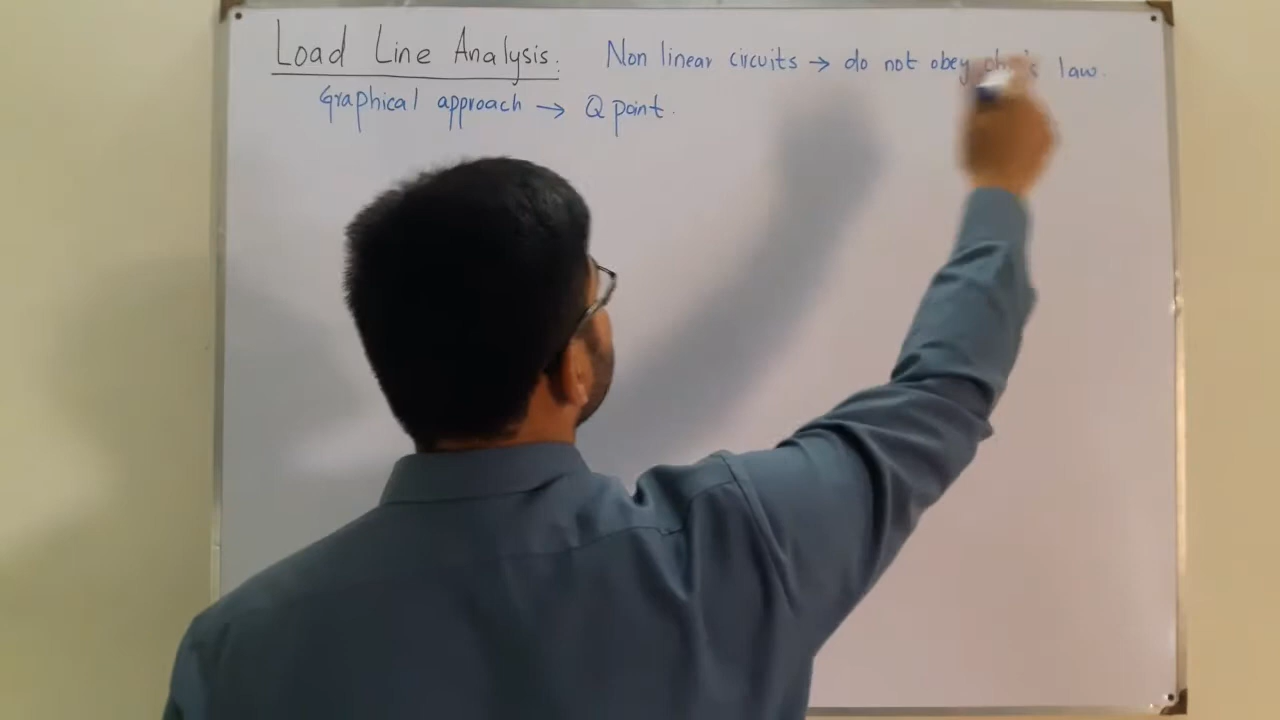 Load Line Analysis: Non linear circuits → do not obey law.
Graphical approach → Q point.